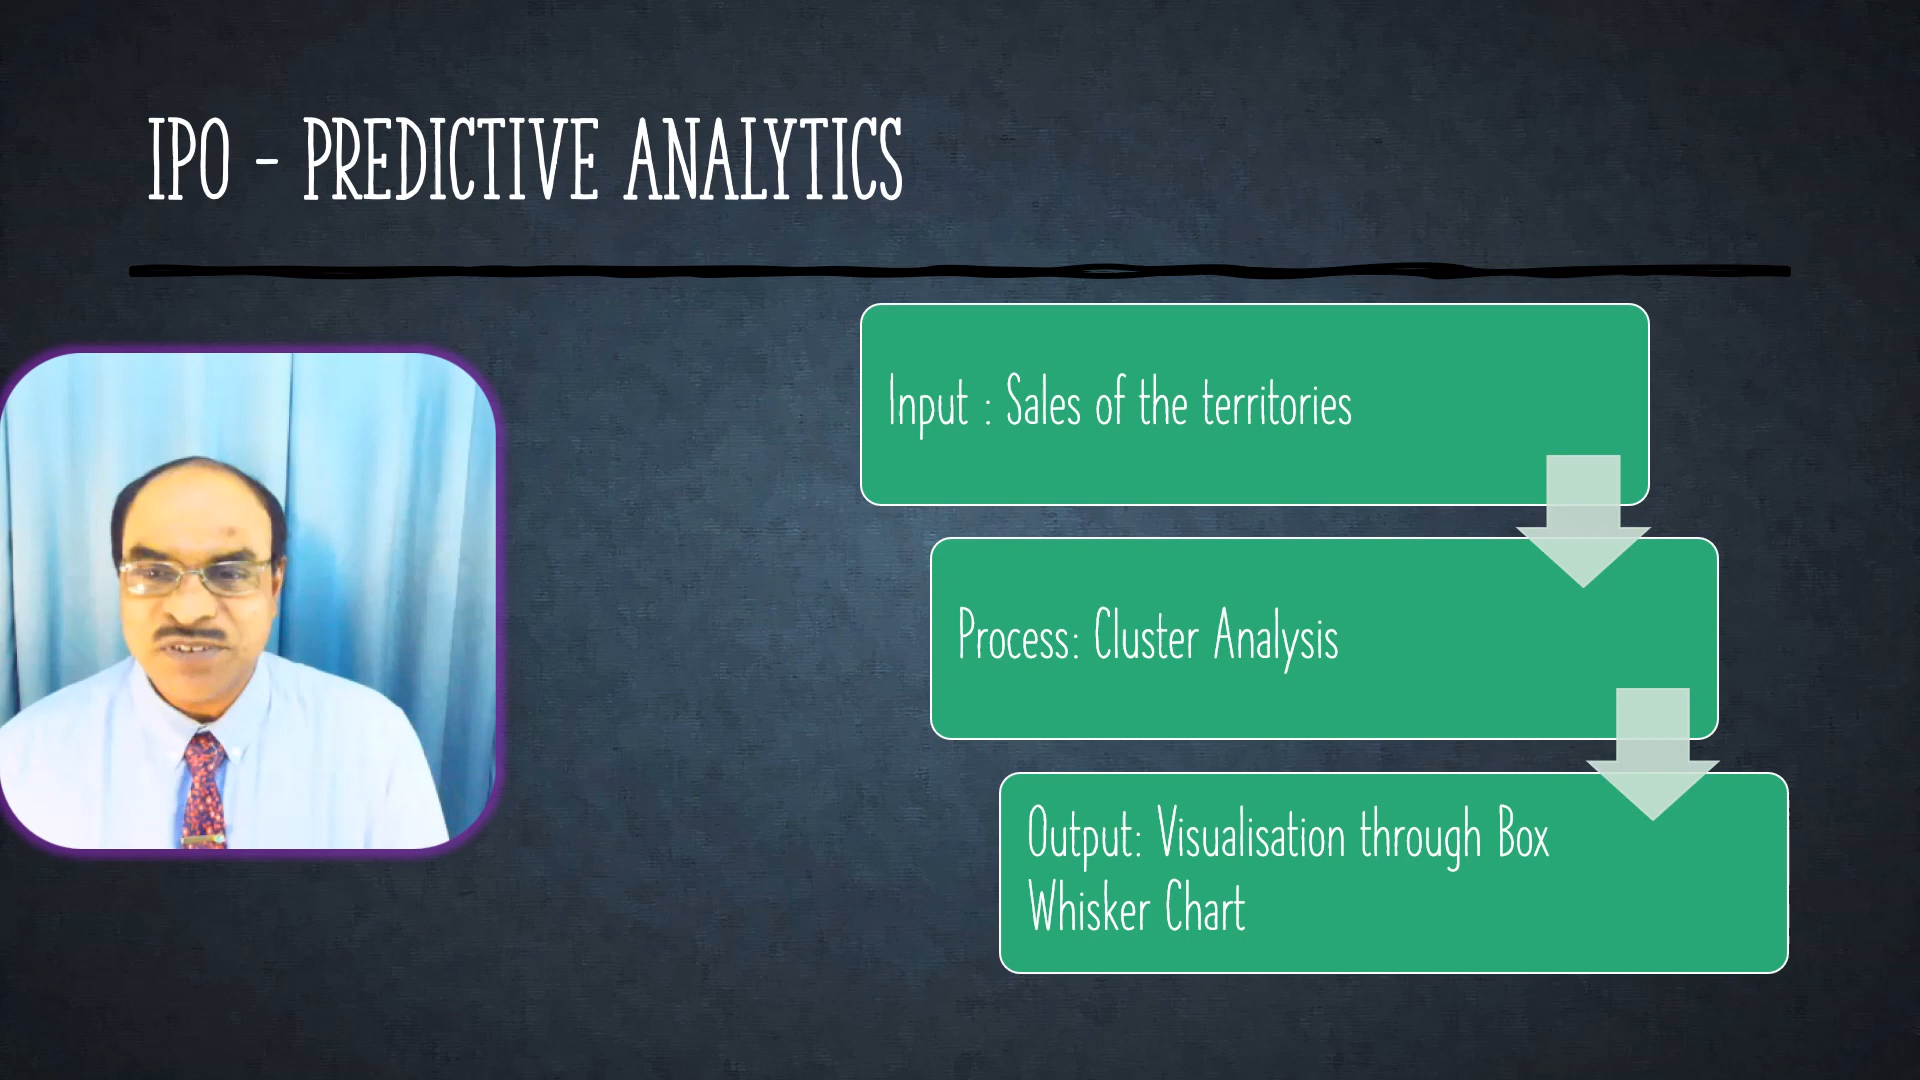 IPO - PREDICTIVE ANALYTICS
Input : Sales of the territories
Process: Cluster Analysis
Output: Visualisation through Box
Whisker Chart